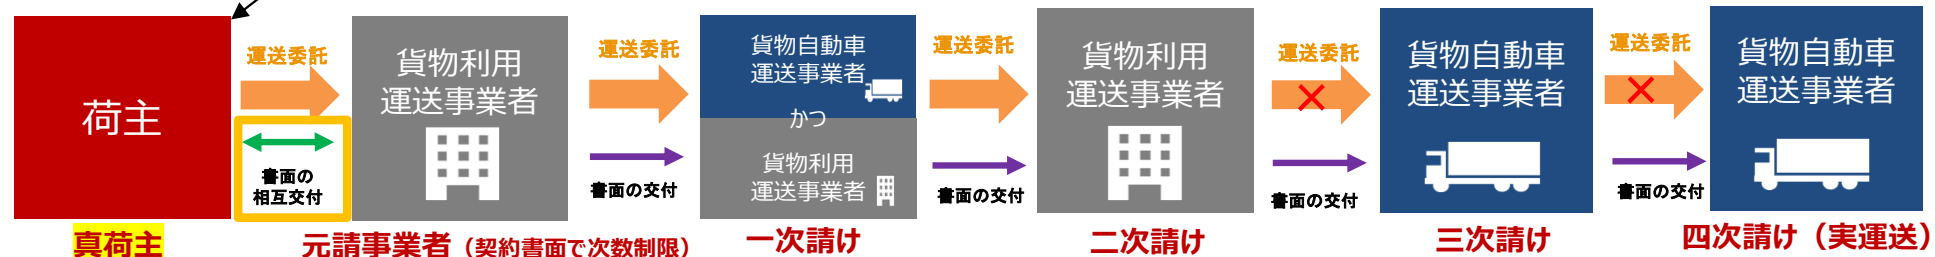 荷主
真荷主
運送委託
書面の
相互交付
貨物利用
運送事業者
元請事業者（契約書面で次数制限）
運送委託
書面の交付
貨物自動車
運送事業者
かつ
貨物利用
運送事業者
一次請け
運送委託
書面の交付
貨物利用
運送事業者
二次請け
運送委託
書面の交付
貨物自動車
運送事業者
三次請け
運送委託
書面の交付
貨物自動車
運送事業者
四次請け（実運送）